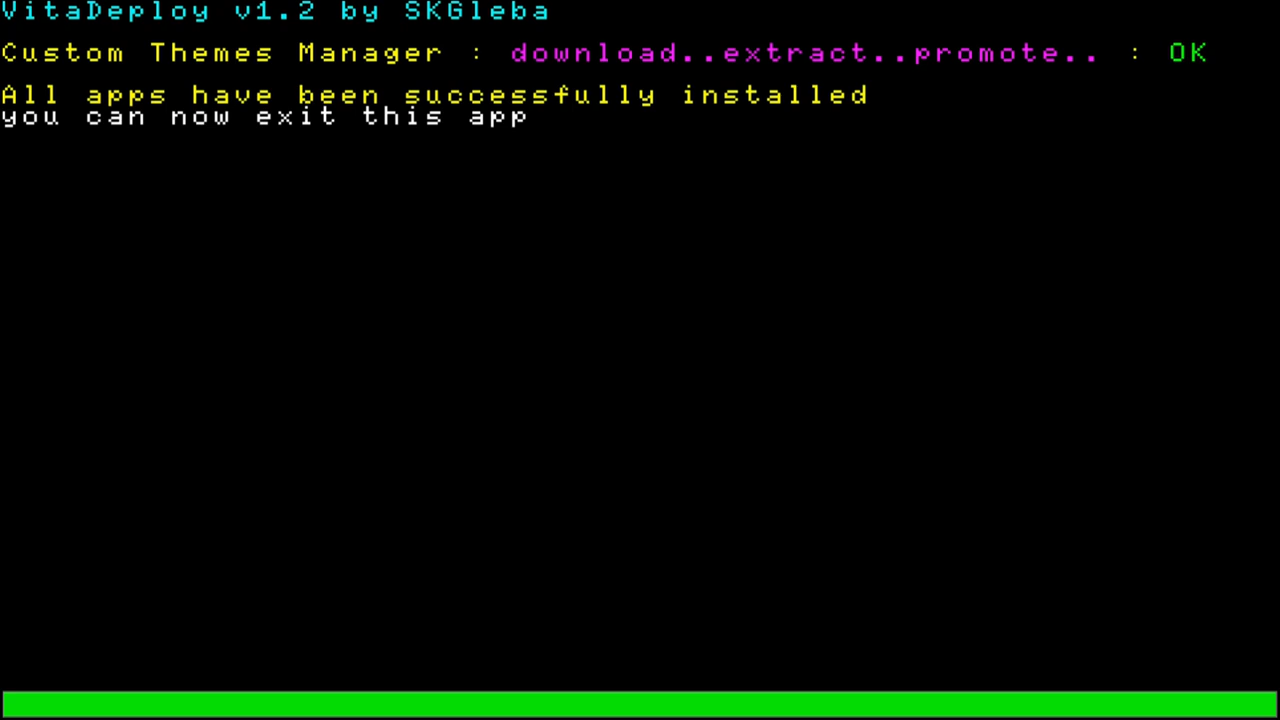 VitaDeploy v1.2 by SKGleba
Custom Themes Manager : download..extract..promote.. : OK
All apps have been successfully installed
you can now exit this app